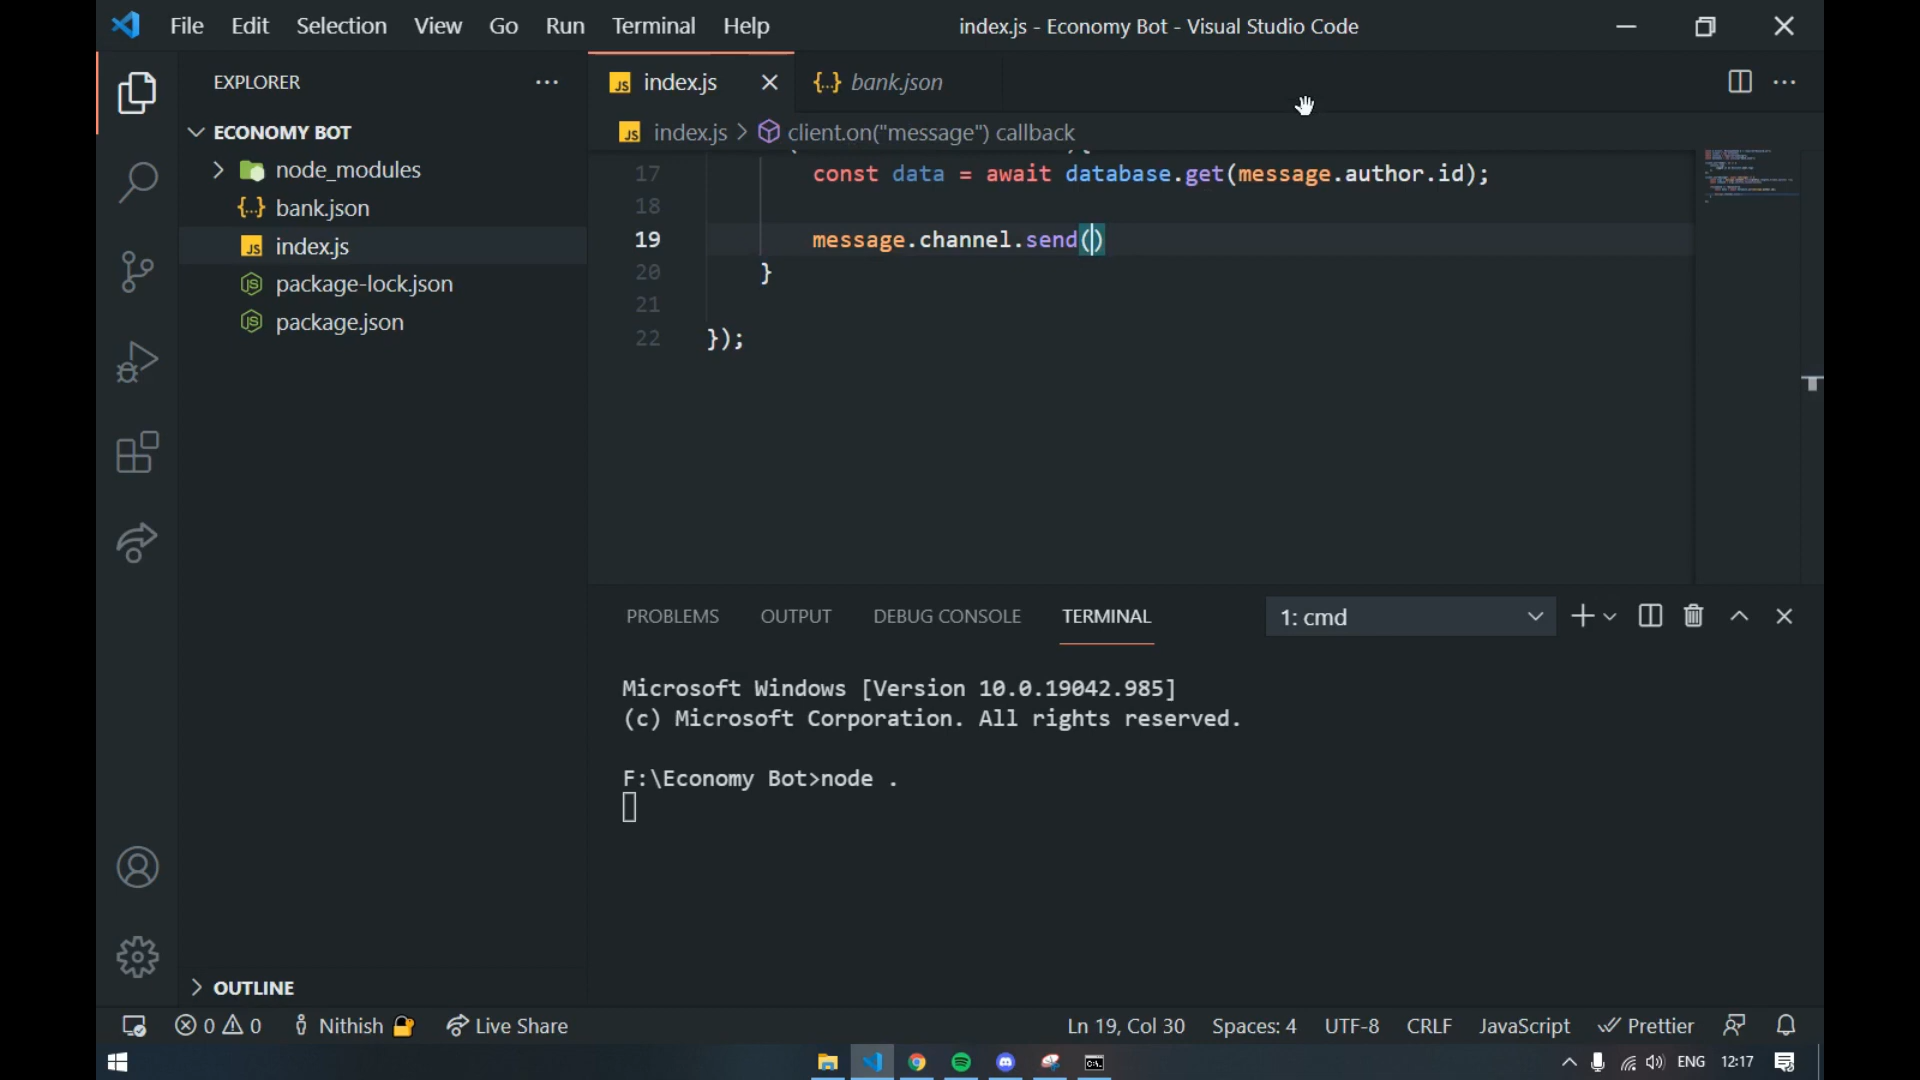 File Edit Selection View Go Run Terminal Help
index.js - Economy Bot - Visual Studio Code
EXPLORER
ECONOMY BOT
node_modules
bank.json
index.js
package-lock.json
package.json
OUTLINE
index.js
bank.json
index.js > client.on("message") callback
17 const data = await database.get(message.author.id);
18
19 message.channel.send()
20 }
21
22 });
PROBLEMS OUTPUT DEBUG CONSOLE TERMINAL
1: cmd
Microsoft Windows [Version 10.0.19042.985]
(c) Microsoft Corporation. All rights reserved.
F:\Economy Bot>node .
0 0 Nithish Live Share
Ln 19, Col 30 Spaces: 4 UTF-8 CRLF JavaScript Prettier
ENG 12:17